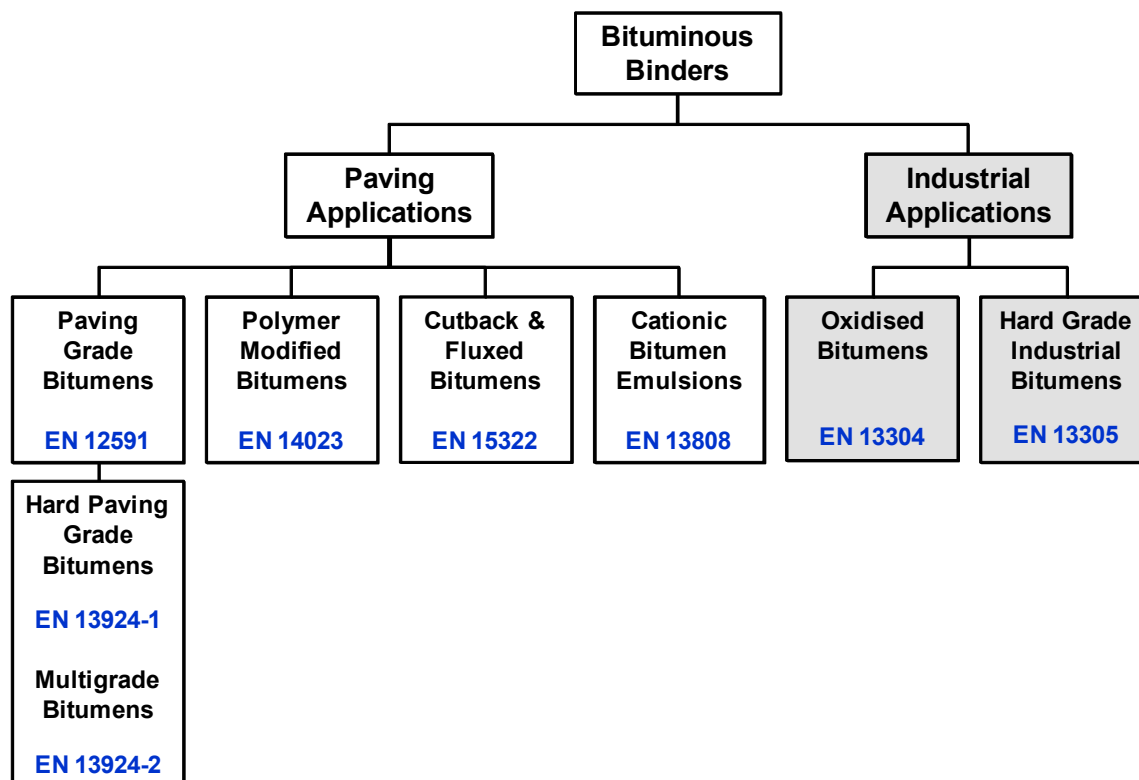 Bituminous
Binders
Paving
Applications
Industrial
Applications
Paving
Grade
Bitumens
EN 12591
Polymer
Modified
Bitumens
EN 14023
Cutback &
Fluxed
Bitumens
EN 15322
Cationic
Bitumen
Emulsions
EN 13808
Oxidised
Bitumens
EN 13304
Hard Grade
Industrial
Bitumens
EN 13305
Hard Paving
Grade
Bitumens
EN 13924-1
Multigrade
Bitumens
EN 13924-2